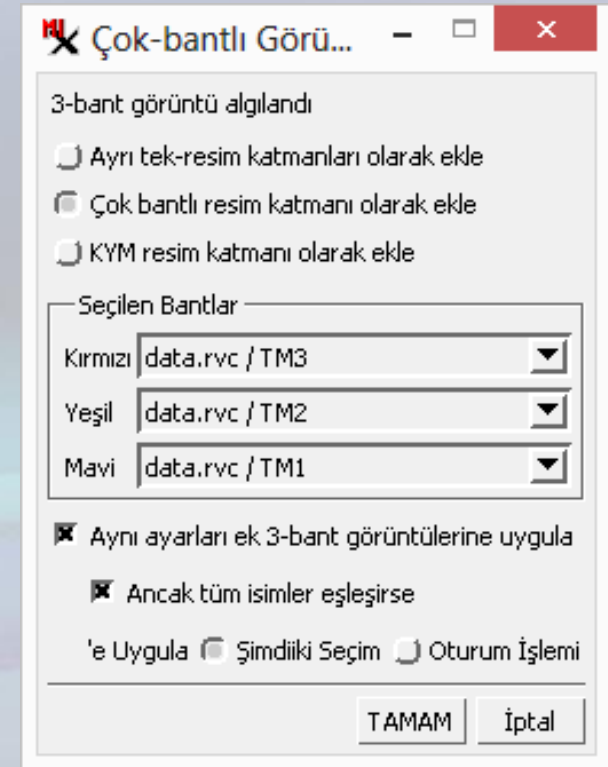 Çok-bantlı Görü...
3-bant görüntü algılandı
Ayrı tek-resim katmanları olarak ekle
Çok bantlı resim katmanı olarak ekle
KYM resim katmanı olarak ekle
Seçilen Bantlar
Kırmızı data.rvc / TM3
Yeşil data.rvc / TM2
Mavi data.rvc / TM1
Aynı ayarları ek 3-bant görüntülerine uygula
Ancak tüm isimler eşleşirse
'e Uygula Şimdiiki Seçim Oturum İşlemi
TAMAM İptal